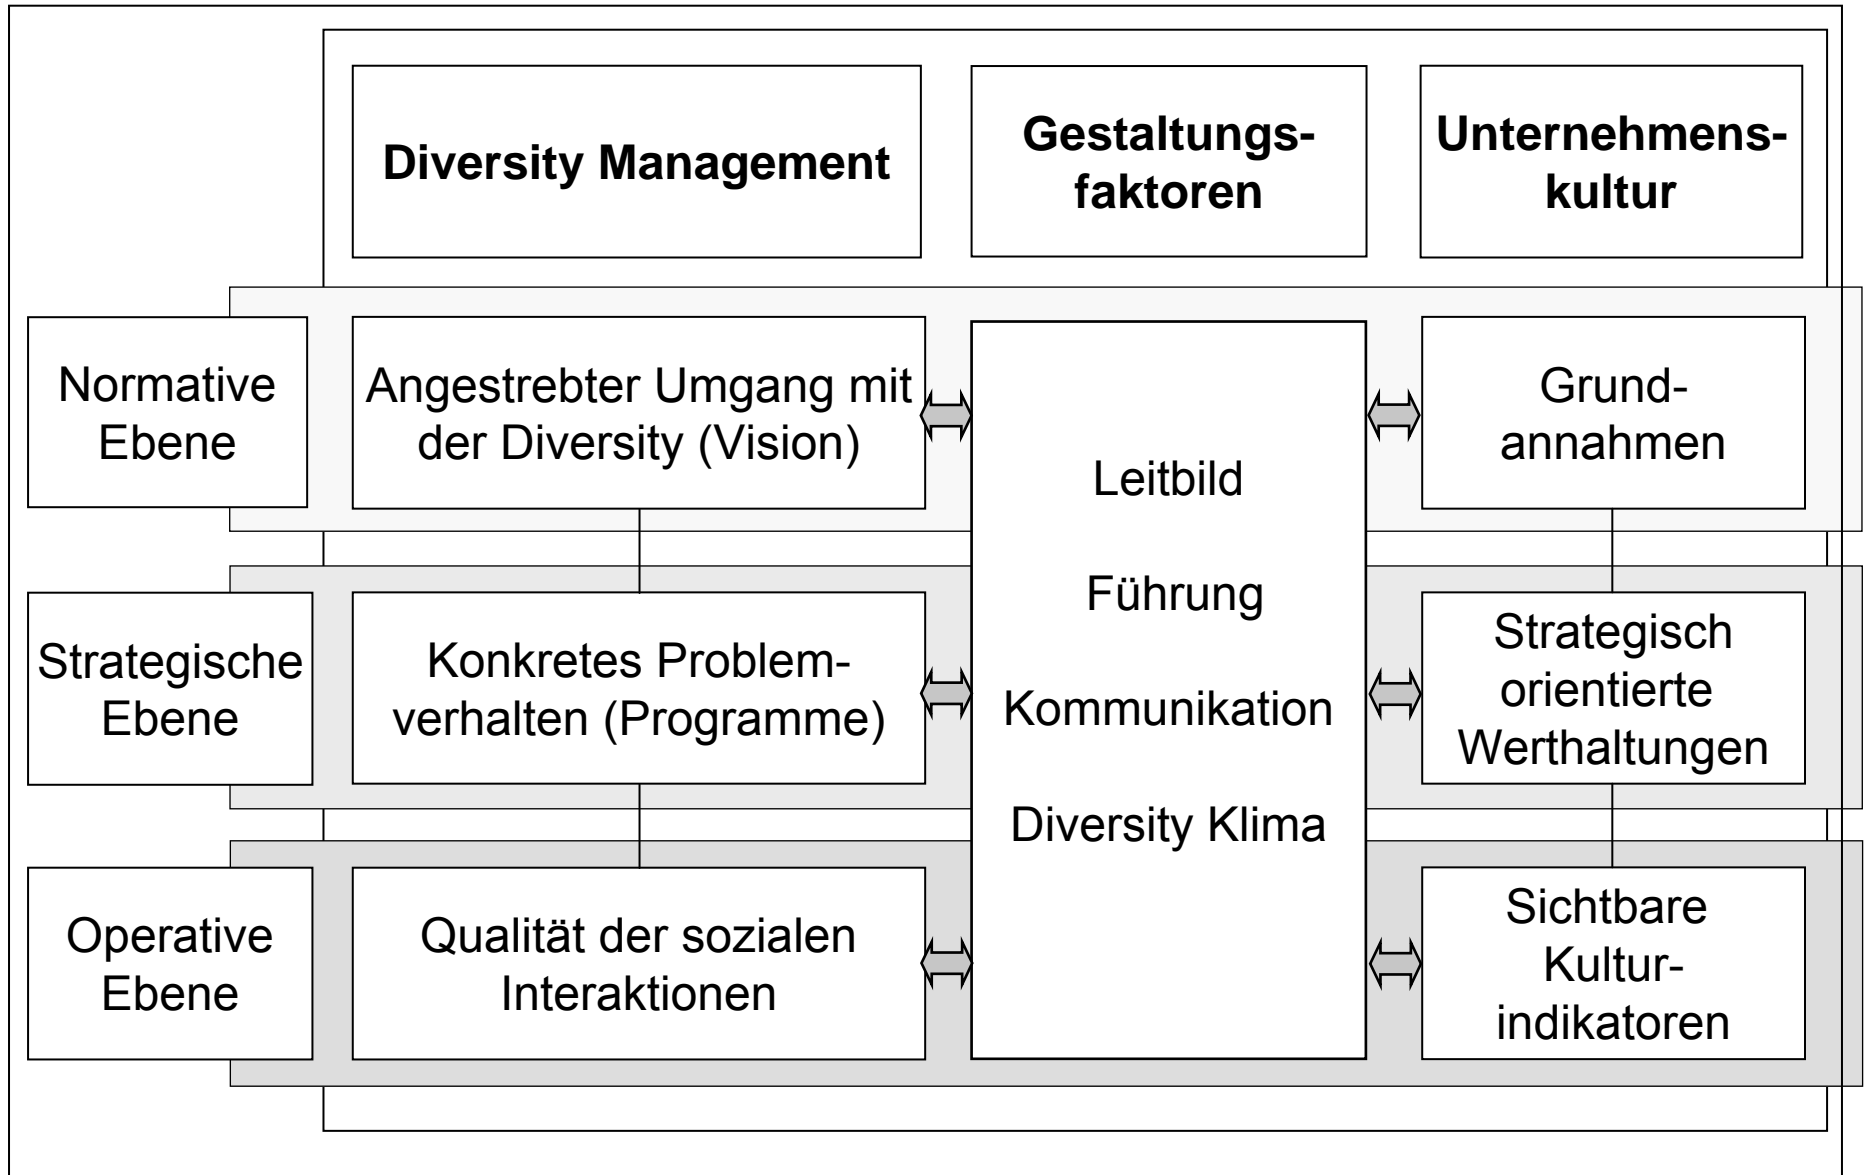 Diversity Management
Gestaltungs-
faktoren
Unternehmens-
kultur
Normative
Ebene
Angestrebter Umgang mit
der Diversity (Vision)
Grund-
annahmen
Leitbild
Führung
Kommunikation
Diversity Klima
Strategische
Ebene
Konkretes Problem-
verhalten (Programme)
Strategisch
orientierte
Werthaltungen
Operative
Ebene
Qualität der sozialen
Interaktionen
Sichtbare
Kultur-
indikatoren